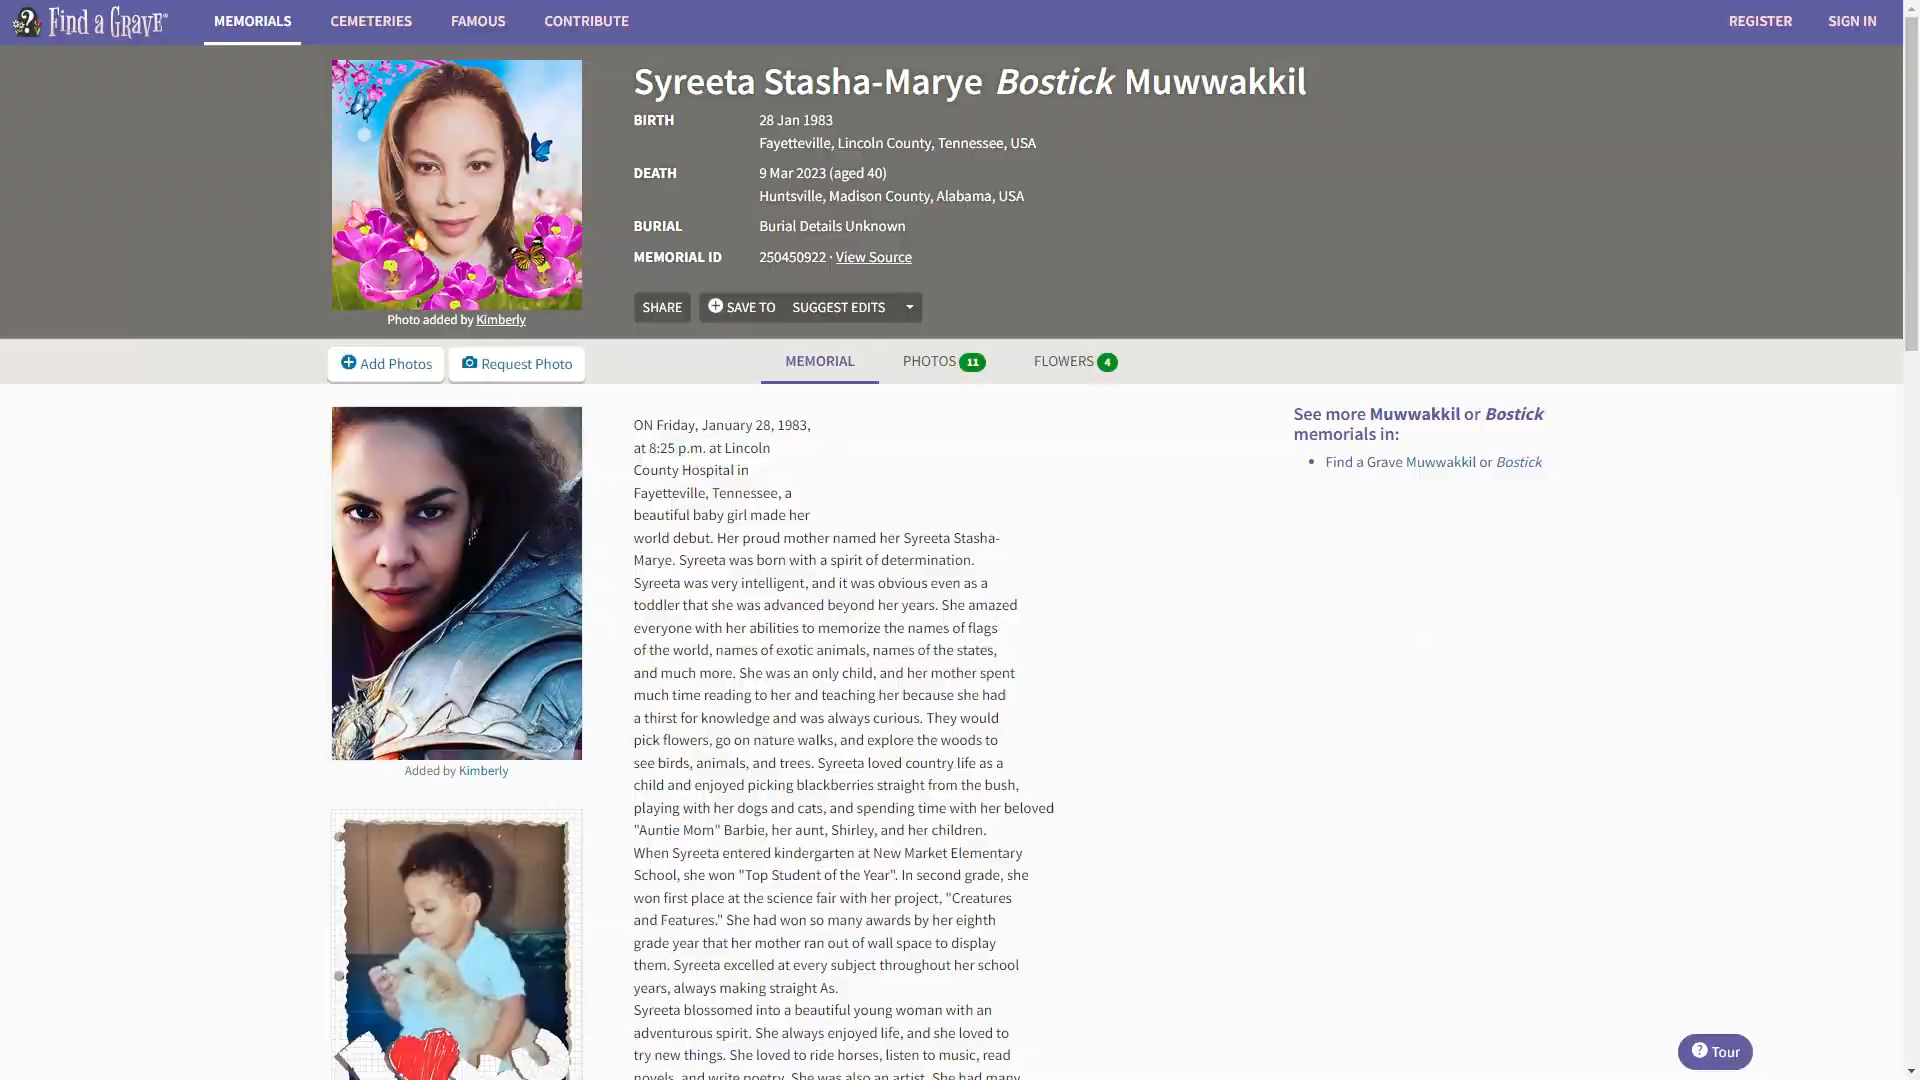 Find a Grave®
MEMORIALS
CEMETERIES
FAMOUS
CONTRIBUTE
REGISTER
SIGN IN
Photo added by Kimberly
Syreeta Stasha-Marye Bostick Muwwakkil
BIRTH 28 Jan 1983
Fayetteville, Lincoln County, Tennessee, USA
DEATH 9 Mar 2023 (aged 40)
Huntsville, Madison County, Alabama, USA
BURIAL Burial Details Unknown
MEMORIAL ID 250450922 · View Source
SHARE
SAVE TO
SUGGEST EDITS
Add Photos
Request Photo
MEMORIAL
PHOTOS 11
FLOWERS 4
Added by Kimberly
ON Friday, January 28, 1983,
at 8:25 p.m. at Lincoln
County Hospital in
Fayetteville, Tennessee, a
beautiful baby girl made her
world debut. Her proud mother named her Syreeta Stasha-
Marye. Syreeta was born with a spirit of determination.
Syreeta was very intelligent, and it was obvious even as a
toddler that she was advanced beyond her years. She amazed
everyone with her abilities to memorize the names of flags
of the world, names of exotic animals, names of the states,
and much more. She was an only child, and her mother spent
much time reading to her and teaching her because she had
a thirst for knowledge and was always curious. They would
pick flowers, go on nature walks, and explore the woods to
see birds, animals, and trees. Syreeta loved country life as a
child and enjoyed picking blackberries straight from the bush,
playing with her dogs and cats, and spending time with her beloved
"Auntie Mom" Barbie, her aunt, Shirley, and her children.
When Syreeta entered kindergarten at New Market Elementary
School, she won "Top Student of the Year". In second grade, she
won first place at the science fair with her project, "Creatures
and Features." She had won so many awards by her eighth
grade year that her mother ran out of wall space to display
them. Syreeta excelled at every subject throughout her school
years, always making straight As.
Syreeta blossomed into a beautiful young woman with an
adventurous spirit. She always enjoyed life, and she loved to
try new things. She loved to ride horses, listen to music, read
novels, and write poetry. She was also an artist. She had many
See more Muwwakkil or Bostick
memorials in:
Find a Grave Muwwakkil or Bostick
Tour